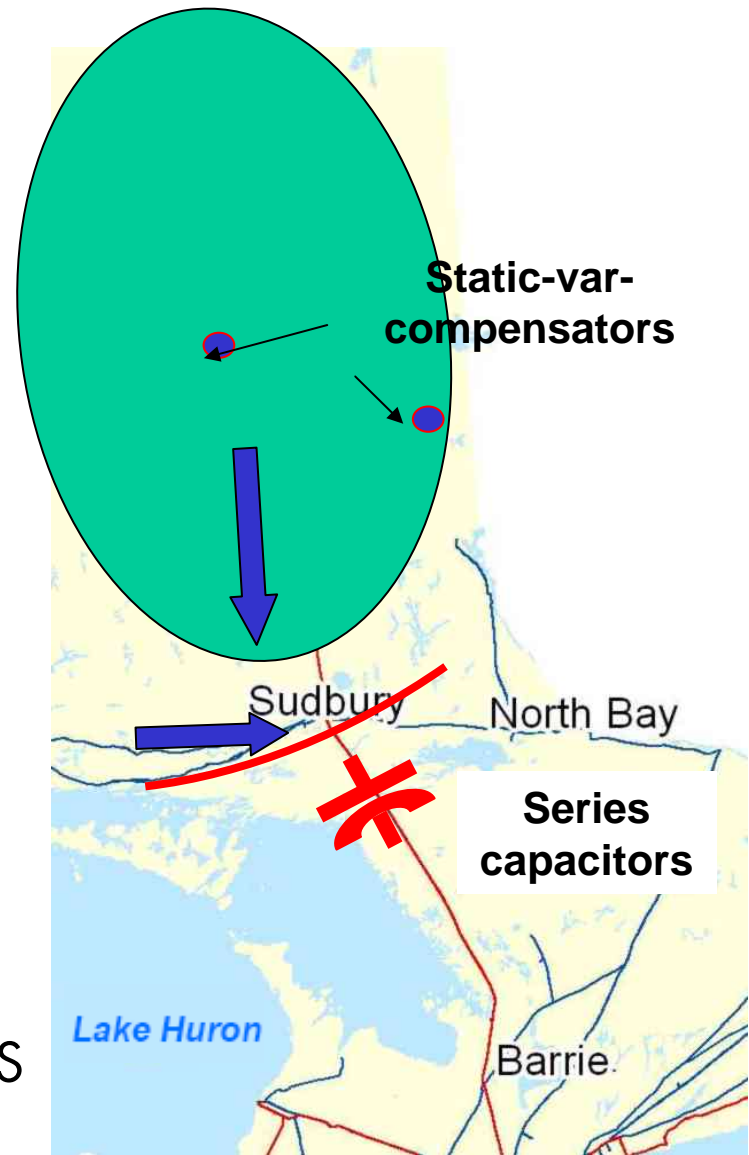 Static-var-
compensators
Sudbury
North Bay
Series
capacitors
Lake Huron
S
Barrie